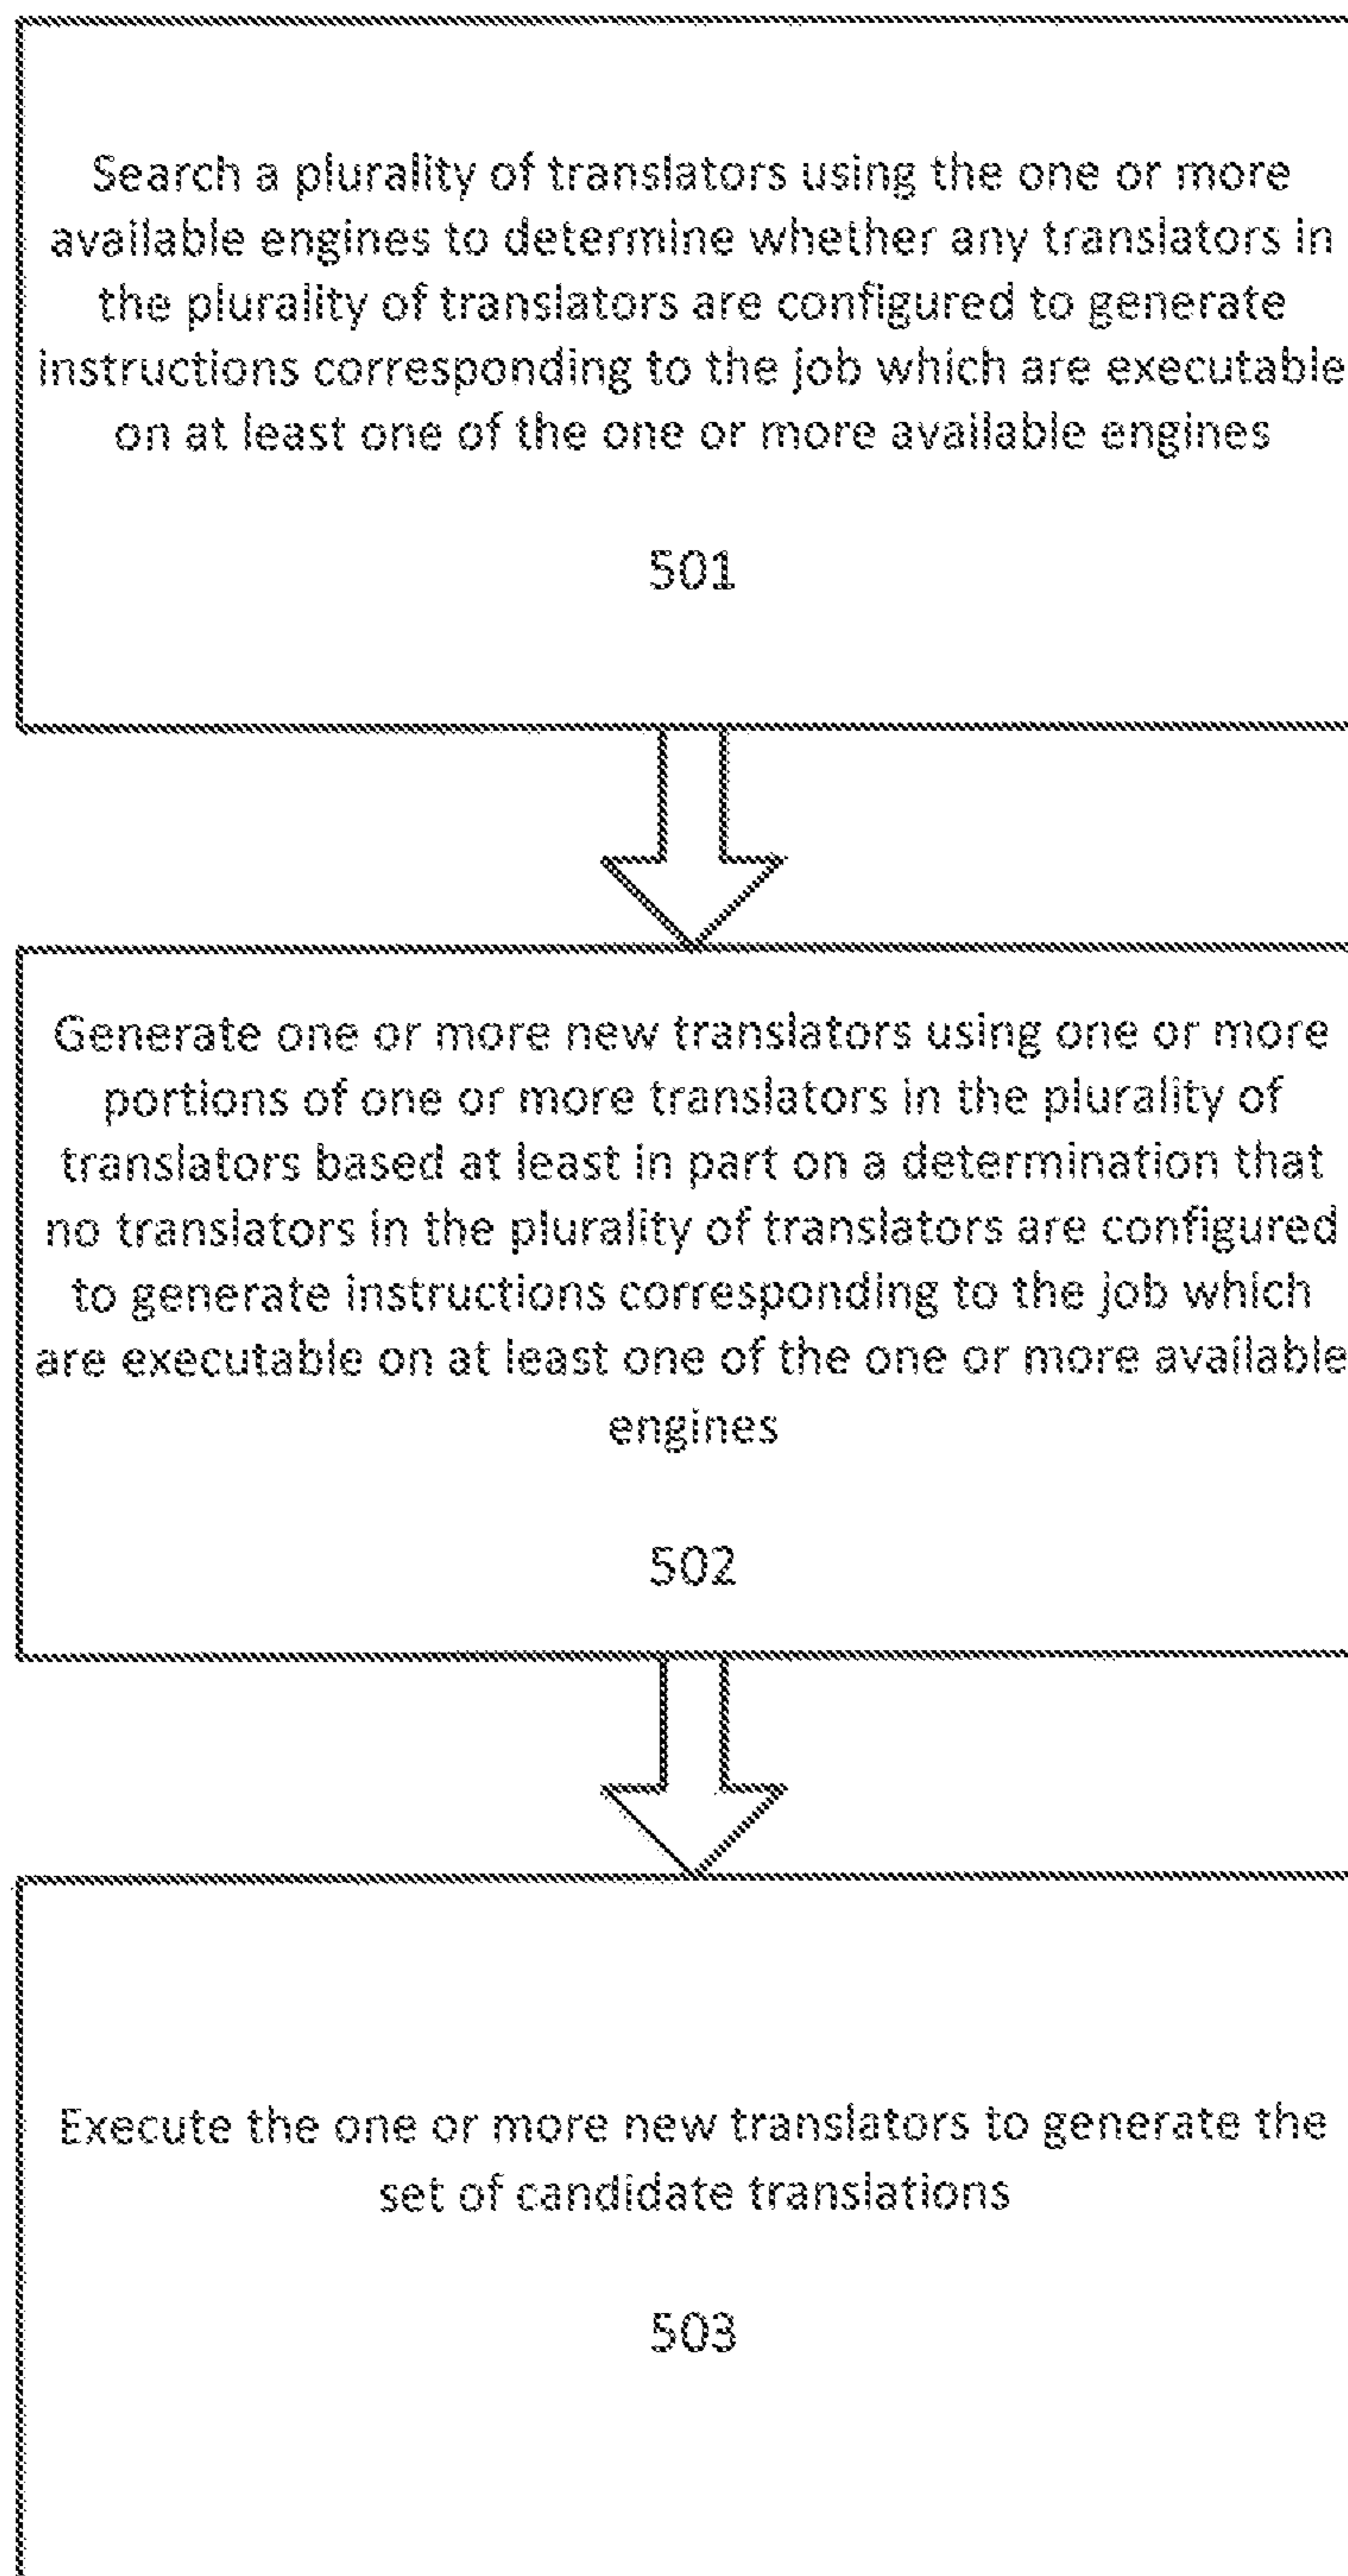 Search a plurality of translators using the one or more
available engines to determine whether any translators in
the plurality of translators are configured to generate
instructions corresponding to the job which are executable
on at least one of the one or more available engines
501
Generate one or more new translators using one or more
portions of one or more translators in the plurality of
translators based at least in part on a determination that
no translators in the plurality of translators are configured
to generate instructions corresponding to the job which
are executable on at least one of the one or more available
engines
502
Execute the one or more new translators to generate the
set of candidate translations
503